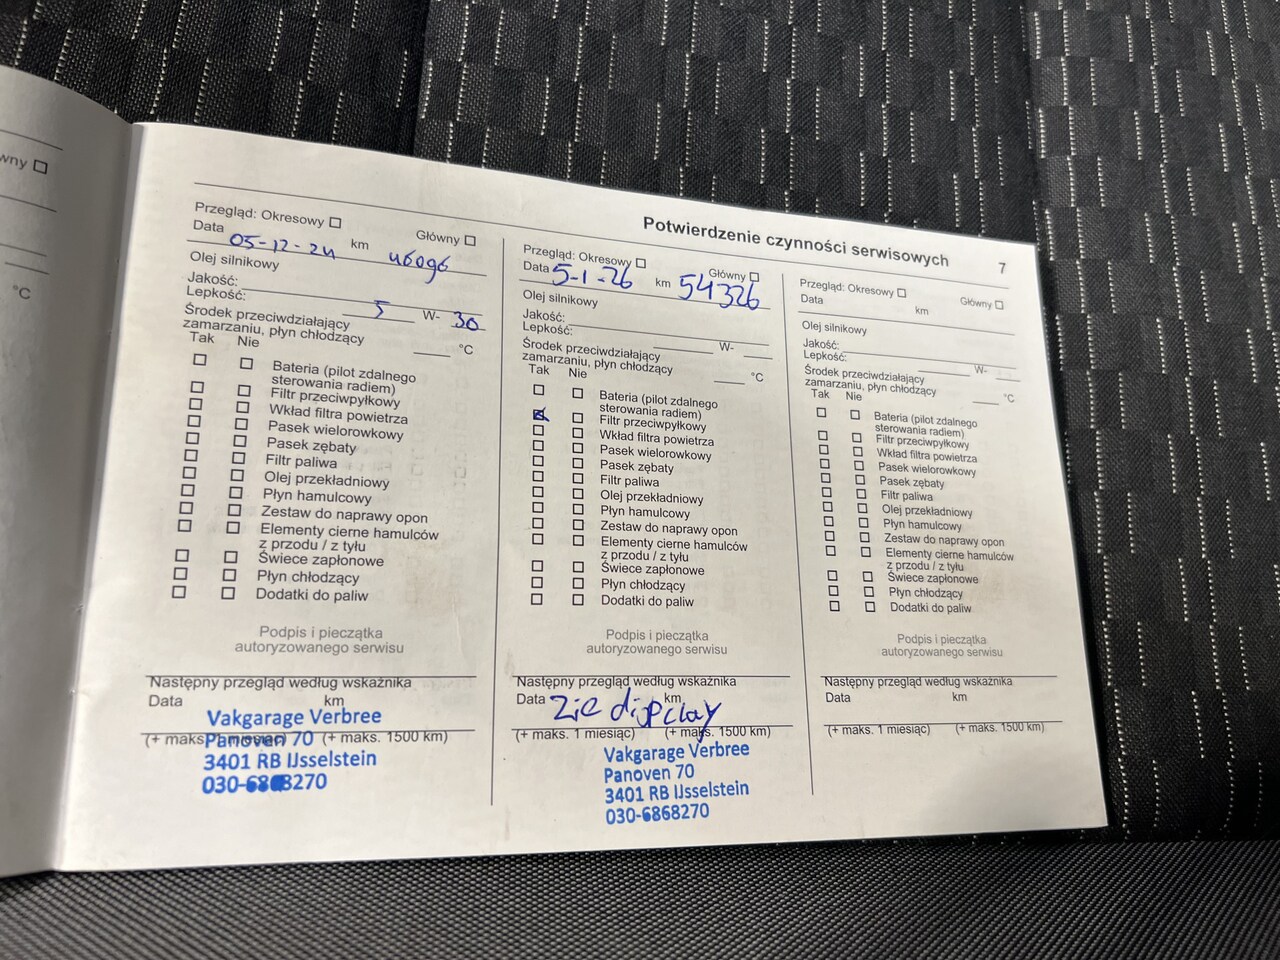 wny
°C
Potwierdzenie czynności serwisowych 7
Przegląd: Okresowy Główny
Data 05-12-24 km 46096
Olej silnikowy
Jakość:
Lepkość: 5 W- 30
Środek przeciwdziałający
zamarzaniu, płyn chłodzący °C
Tak Nie
Bateria (pilot zdalnego
sterowania radiem)
Filtr przeciwpyłkowy
Wkład filtra powietrza
Pasek wielorowkowy
Pasek zębaty
Filtr paliwa
Olej przekładniowy
Płyn hamulcowy
Zestaw do naprawy opon
Elementy cierne hamulców
z przodu / z tyłu
Świece zapłonowe
Płyn chłodzący
Dodatki do paliw
Podpis i pieczątka
autoryzowanego serwisu
Następny przegląd według wskaźnika
Data km
(+ maks. 1 miesiąc) (+ maks. 1500 km)
Vakgarage Verbree
Panoven 70
3401 RB IJsselstein
030-6868270
Przegląd: Okresowy Główny
Data 5-1-26 km 54326
Olej silnikowy
Jakość:
Lepkość: W-
Środek przeciwdziałający
zamarzaniu, płyn chłodzący °C
Tak Nie
Bateria (pilot zdalnego
sterowania radiem)
Filtr przeciwpyłkowy
Wkład filtra powietrza
Pasek wielorowkowy
Pasek zębaty
Filtr paliwa
Olej przekładniowy
Płyn hamulcowy
Zestaw do naprawy opon
Elementy cierne hamulców
z przodu / z tyłu
Świece zapłonowe
Płyn chłodzący
Dodatki do paliw
Podpis i pieczątka
autoryzowanego serwisu
Następny przegląd według wskaźnika
Data zie display km
(+ maks. 1 miesiąc) (+ maks. 1500 km)
Vakgarage Verbree
Panoven 70
3401 RB IJsselstein
030-6868270
Przegląd: Okresowy Główny
Data km
Olej silnikowy
Jakość:
Lepkość: W-
Środek przeciwdziałający
zamarzaniu, płyn chłodzący °C
Tak Nie
Bateria (pilot zdalnego
sterowania radiem)
Filtr przeciwpyłkowy
Wkład filtra powietrza
Pasek wielorowkowy
Pasek zębaty
Filtr paliwa
Olej przekładniowy
Płyn hamulcowy
Zestaw do naprawy opon
Elementy cierne hamulców
z przodu / z tyłu
Świece zapłonowe
Płyn chłodzący
Dodatki do paliw
Podpis i pieczątka
autoryzowanego serwisu
Następny przegląd według wskaźnika
Data km
(+ maks. 1 miesiąc) (+ maks. 1500 km)